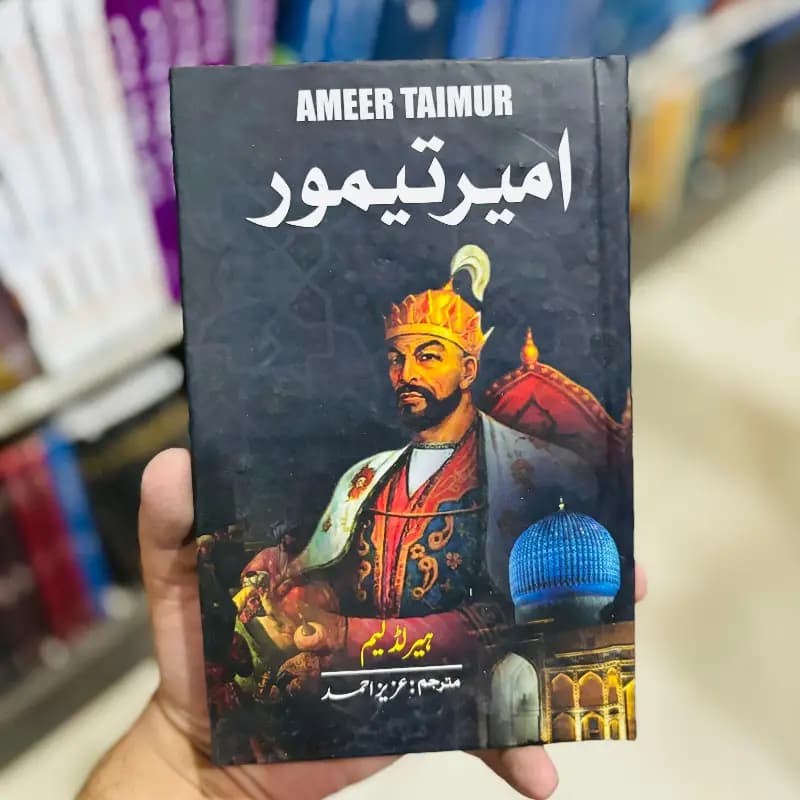 AMEER TAIMUR
امیر تیمور
ہیرلڈ لیم
مترجم : عزیز احمد